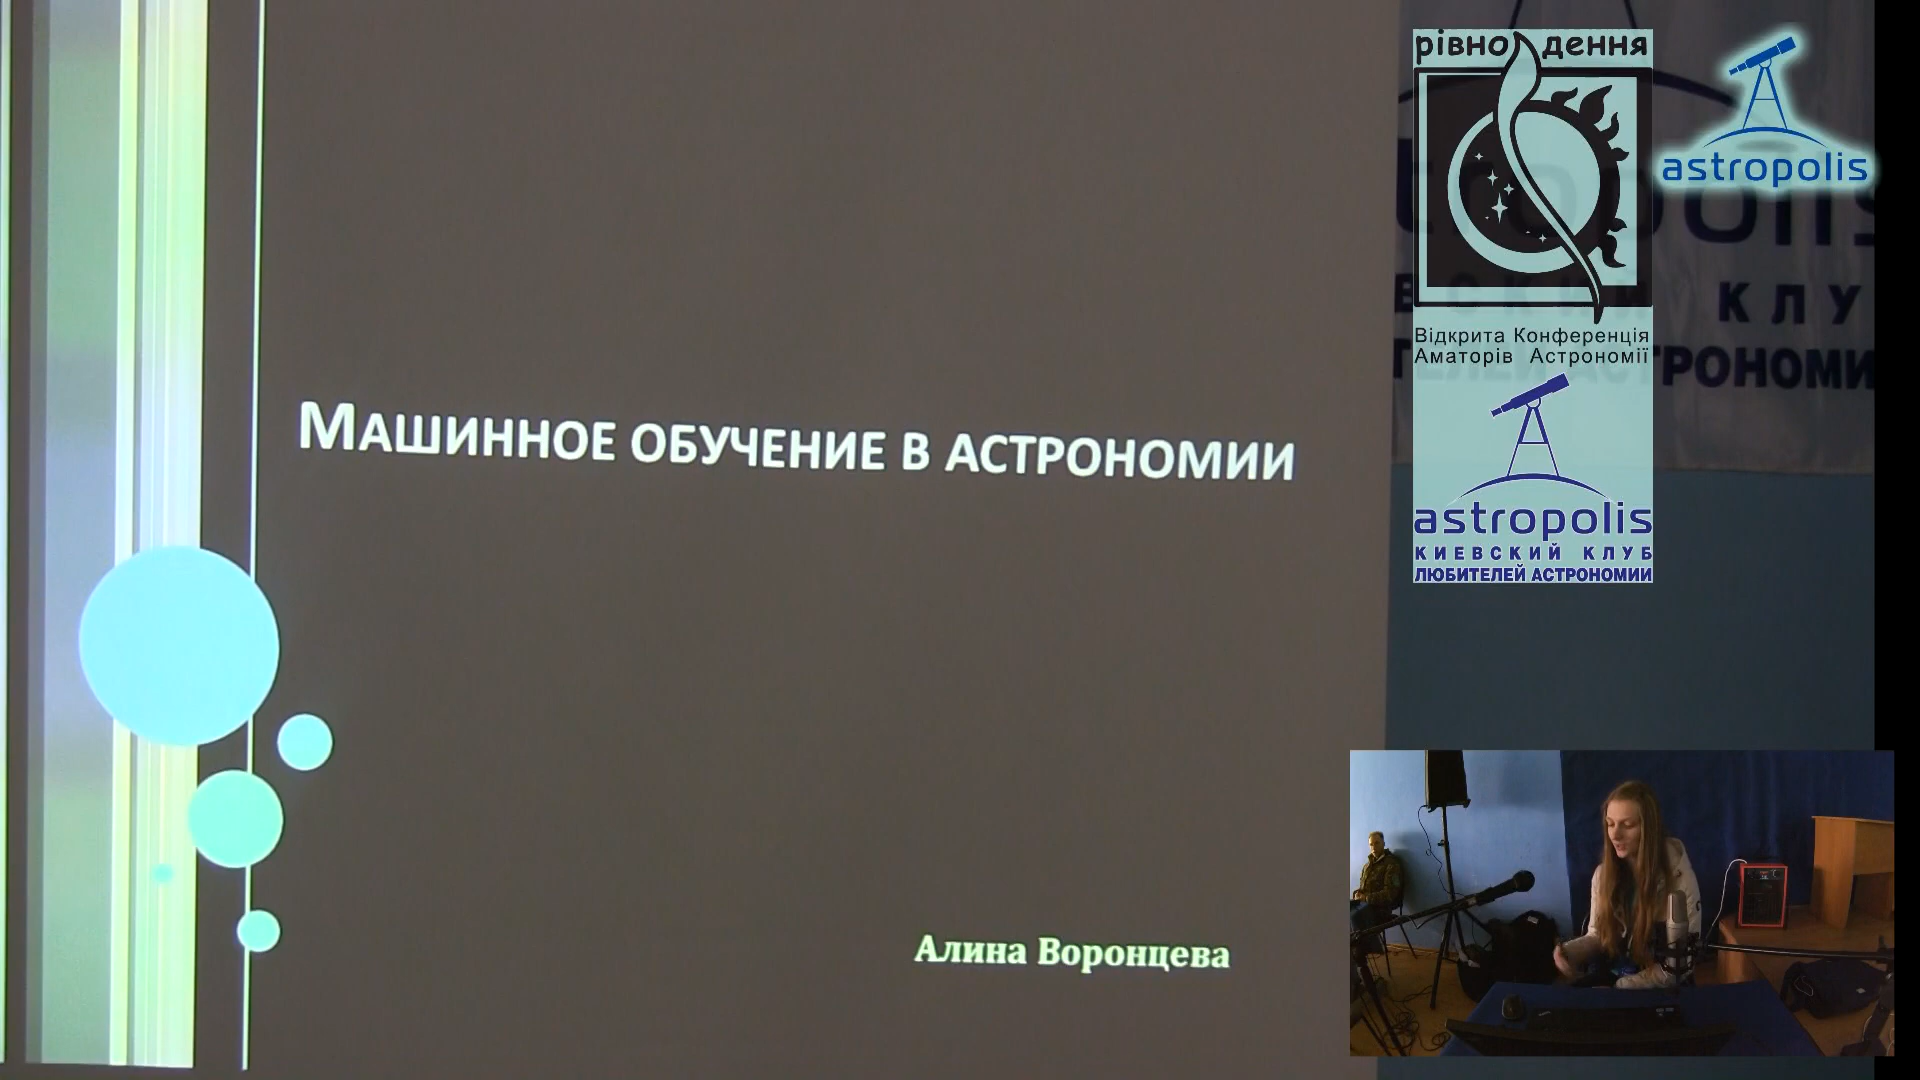 МАШИННОЕ ОБУЧЕНИЕ В АСТРОНОМИИ
Алина Воронцева
рівнодення
Відкрита Конференція
Аматорів Астрономії
astropolis
КИЕВСКИЙ КЛУБ
ЛЮБИТЕЛЕЙ АСТРОНОМИИ
astropolis